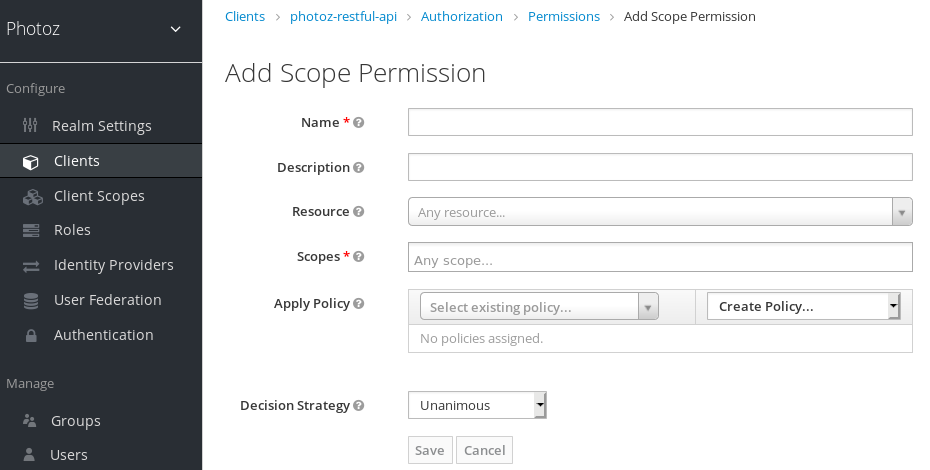 Photoz
Configure
Realm Settings
Clients
Client Scopes
Roles
Identity Providers
User Federation
Authentication
Manage
Groups
Users
Clients > photoz-restful-api > Authorization > Permissions > Add Scope Permission
Add Scope Permission
Name *
Description
Resource Any resource...
Scopes * Any scope...
Apply Policy Select existing policy... Create Policy...
No policies assigned.
Decision Strategy Unanimous
Save Cancel